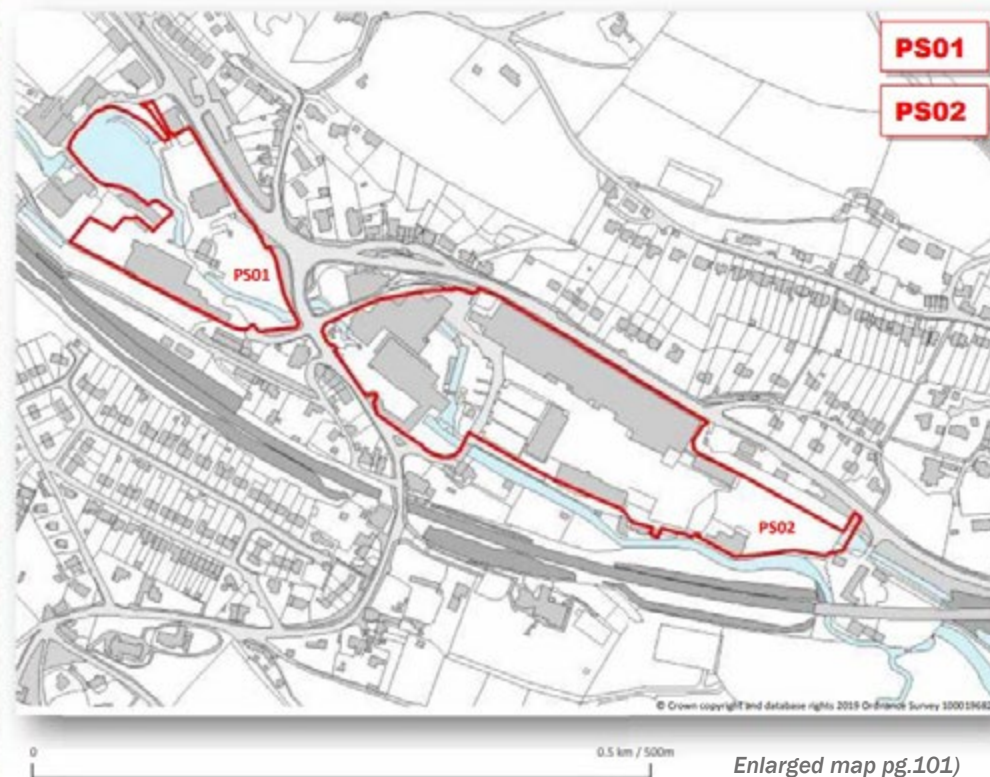 PS01
PS02
PS01
PS02
© Crown copyright and database rights 2019 Ordnance Survey 100019682
0
0.5 km / 500m
Enlarged map pg.101)